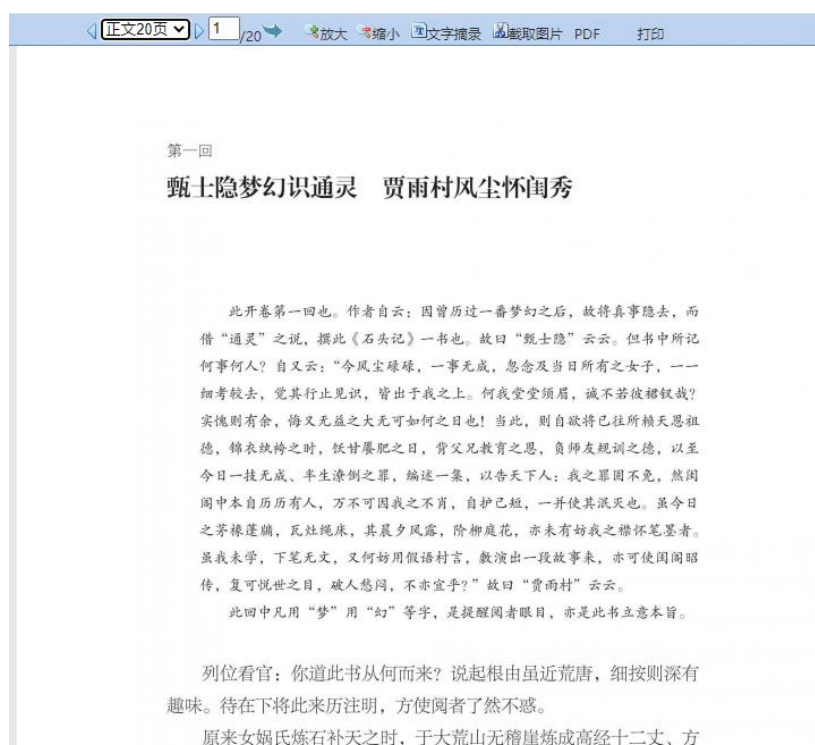 正文20页 1 /20 放大 缩小 文字摘录 截取图片 PDF 打印
第一回
甄士隐梦幻识通灵 贾雨村风尘怀闺秀
此开卷第一回也。作者自云：因曾历过一番梦幻之后，故将真事隐去，而
借“通灵”之说，撰此《石头记》一书也。故曰“甄士隐”云云。但书中所记
何事何人？自又云：“今风尘碌碌，一事无成，忽念及当日所有之女子，一一
细考较去，觉其行止见识，皆出于我之上。何我堂堂须眉，诚不若彼裙钗哉？
实愧则有余，悔又无益之大无可如何之日也！当此，则自欲将已往所赖天恩祖
德，锦衣纨袴之时，饫甘餍肥之日，背父兄教育之恩，负师友规训之德，以至
今日一技无成、半生潦倒之罪，编述一集，以告天下人：我之罪固不免，然闺
阁中本自历历有人，万不可因我之不肖，自护己短，一并使其泯灭也。虽今日
之茅椽蓬牖，瓦灶绳床，其晨夕风露，阶柳庭花，亦未有妨我之襟怀笔墨者。
虽我未学，下笔无文，又何妨用假语村言，敷演出一段故事来，亦可使闺阁昭
传，复可悦世之目，破人愁闷，不亦宜乎？”故曰“贾雨村”云云。
此回中凡用“梦”用“幻”等字，是提醒阅者眼目，亦是此书立意本旨。
列位看官：你道此书从何而来？说起根由虽近荒唐，细按则深有
趣味。待在下将此来历注明，方使阅者了然不惑。
原来女娲氏炼石补天之时，于大荒山无稽崖炼成高经十二丈、方